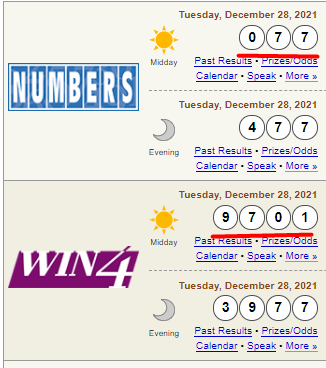 NUMBERS
Tuesday, December 28, 2021
0 7 7
Midday
Past Results • Prizes/Odds
Calendar • Speak • More »
Tuesday, December 28, 2021
4 7 7
Evening
Past Results • Prizes/Odds
Calendar • Speak • More »
WIN4
Tuesday, December 28, 2021
9 7 0 1
Midday
Past Results • Prizes/Odds
Calendar • Speak • More »
Tuesday, December 28, 2021
3 9 7 7
Evening
Past Results • Prizes/Odds
Calendar • Speak • More »